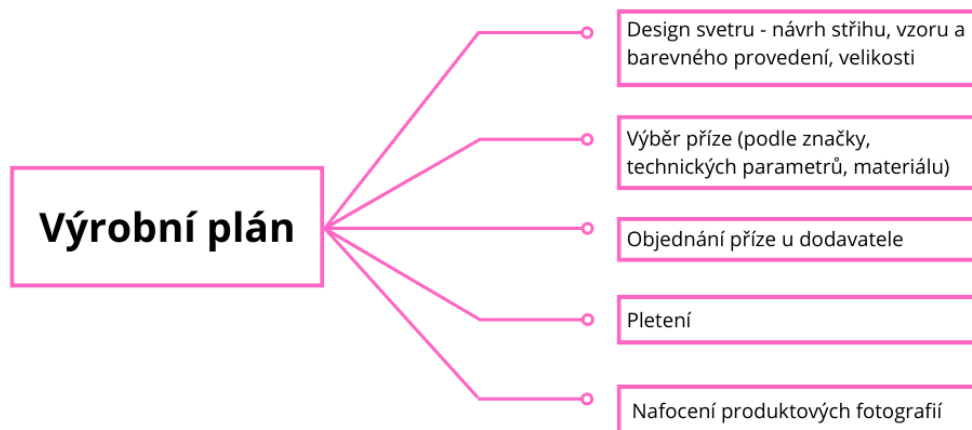 Výrobní plán
Design svetru - návrh střihu, vzoru a
barevného provedení, velikosti
Výběr příze (podle značky,
technických parametrů, materiálu)
Objednání příze u dodavatele
Pletení
Nafocení produktových fotografií